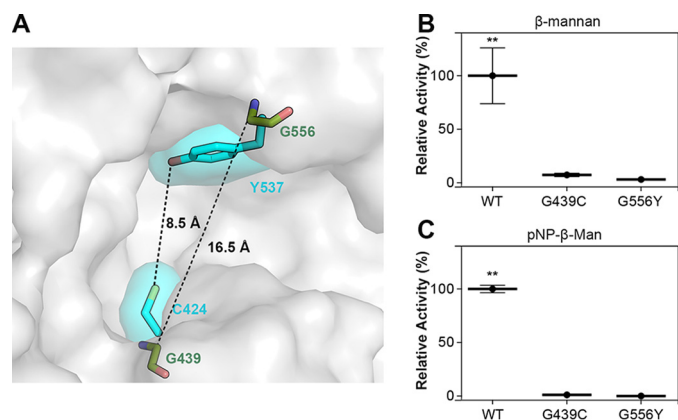 A
G556
Y537
8.5 Å
16.5 Å
C424
G439
B
β-mannan
Relative Activity (%)
**
100
50
0
WT G439C G556Y
C
pNP-β-Man
Relative Activity (%)
**
100
50
0
WT G439C G556Y